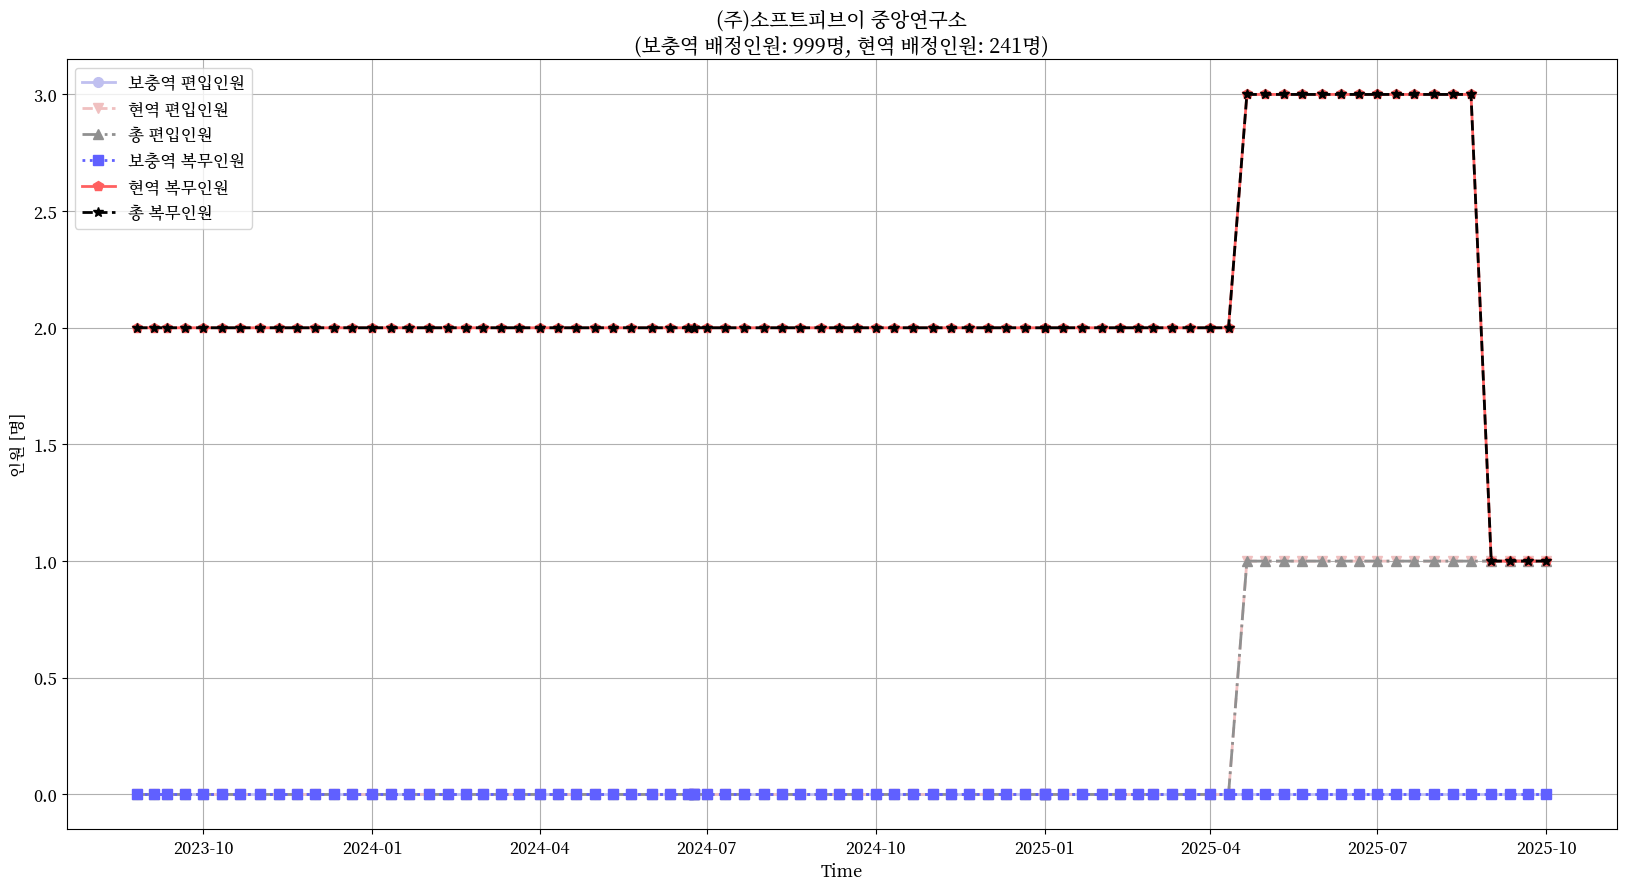 (주)소프트피브이 중앙연구소
(보충역 배정인원: 999명, 현역 배정인원: 241명)
보충역 편입인원
현역 편입인원
총 편입인원
보충역 복무인원
현역 복무인원
총 복무인원
3.0
2.5
2.0
1.5
1.0
0.5
0.0
인원 [명]
2023-10 2024-01 2024-04 2024-07 2024-10 2025-01 2025-04 2025-07 2025-10
Time